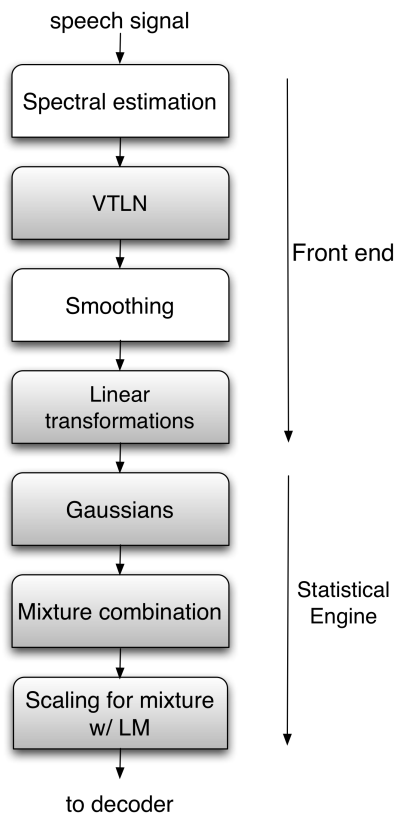 speech signal
Spectral estimation
VTLN
Smoothing
Front end
Linear
transformations
Gaussians
Mixture combination
Statistical
Engine
Scaling for mixture
w/ LM
to decoder